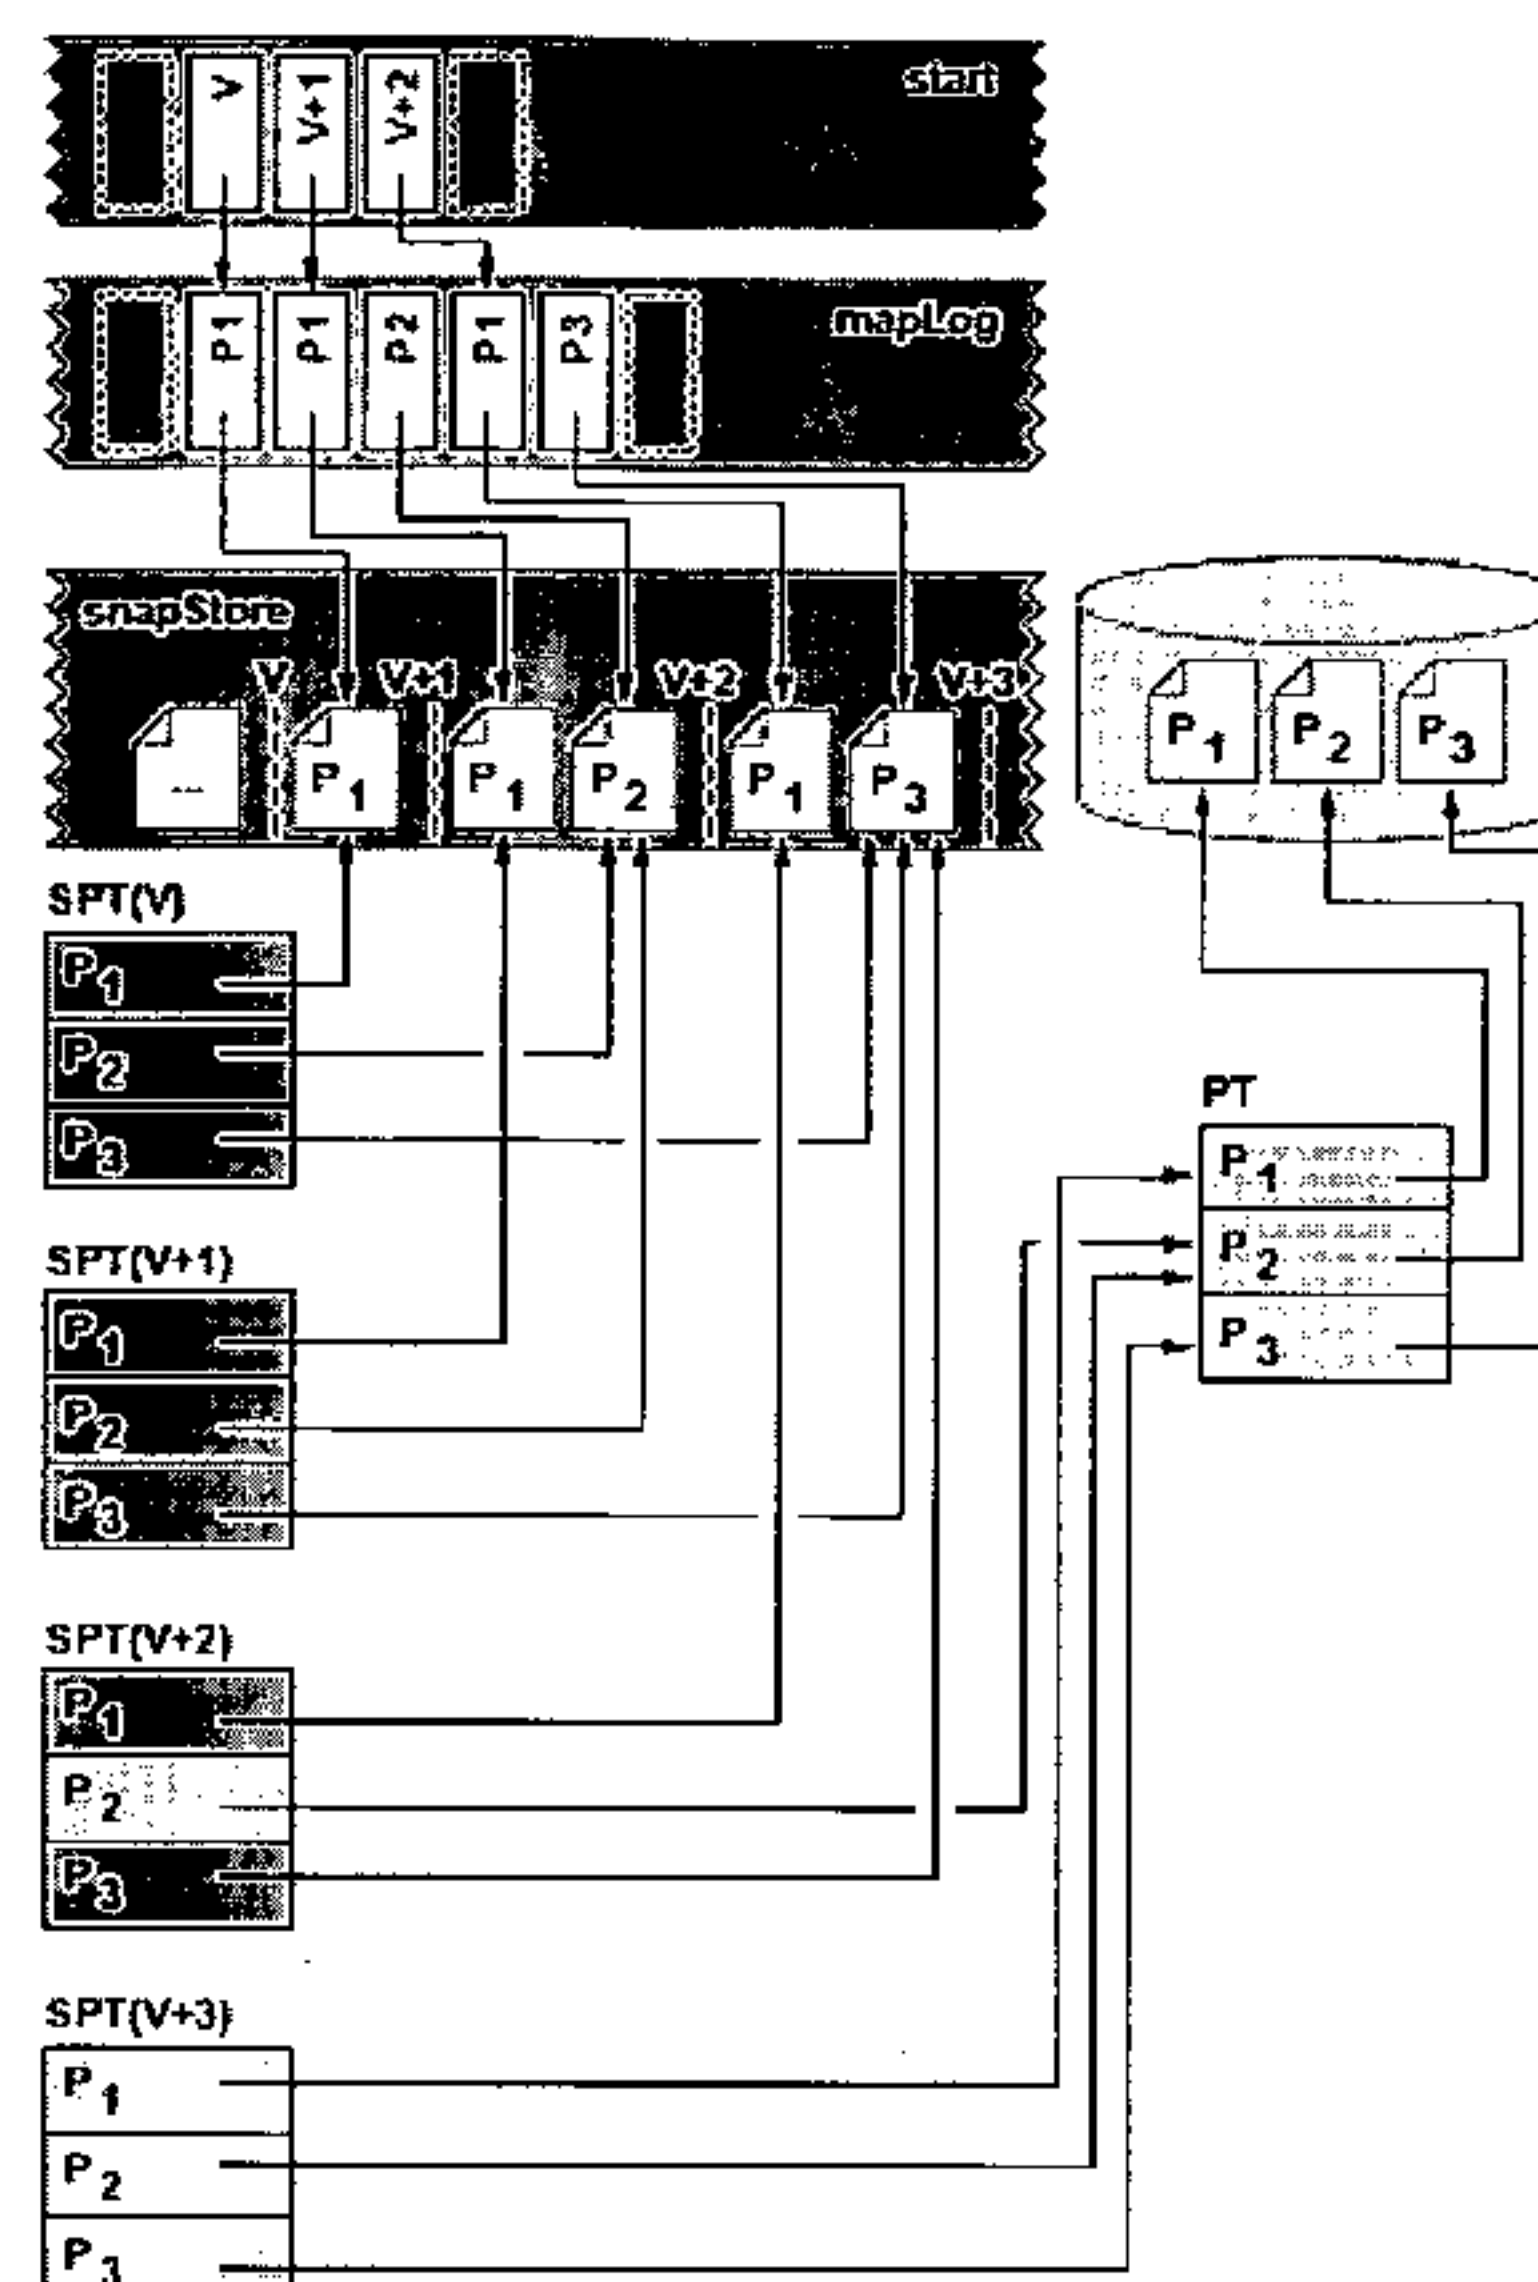 start
V V+1 V+2
mapLog
P1 P1 P2 P1 P3
snapStore
V V+1 V+2 V+3
... P1 P1 P2 P1 P3
P1 P2 P3
SPT(V)
P1
P2
P3
PT
P1
P2
P3
SPT(V+1)
P1
P2
P3
SPT(V+2)
P1
P2
P3
SPT(V+3)
P1
P2
P3